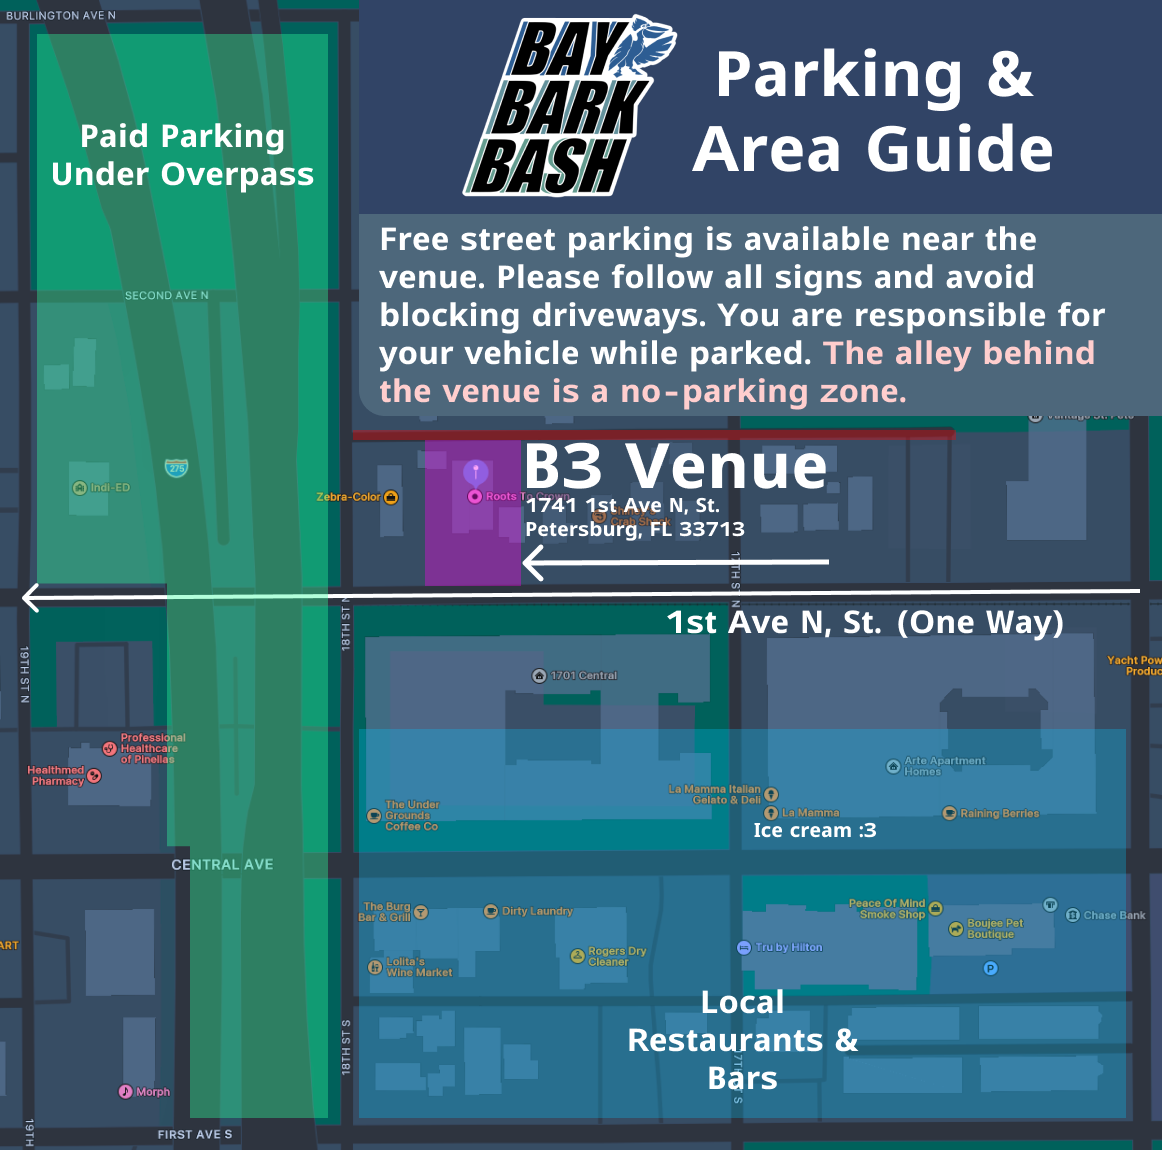 BURLINGTON AVE N
BAY
BARK
BASH
Parking &
Area Guide
Paid Parking
Under Overpass
Free street parking is available near the
venue. Please follow all signs and avoid
blocking driveways. You are responsible for
your vehicle while parked. The alley behind
the venue is a no-parking zone.
SECOND AVE N
Vantage St. Pete
275
Indi-ED
Zebra-Color
Roots To Crown
B3 Venue
1741 1st Ave N, St.
Petersburg, FL 33713
Crab Shack
17TH ST N
18TH ST N
1st Ave N, St. (One Way)
19TH ST N
1701 Central
Yacht Pow
Produc
Professional
Healthcare
of Pinellas
Healthmed
Pharmacy
Arte Apartment
Homes
La Mamma Italian
Gelato & Deli
La Mamma
Raining Berries
The Under
Grounds
Coffee Co
Ice cream :3
CENTRAL AVE
The Burg
Bar & Grill
Dirty Laundry
Peace Of Mind
Smoke Shop
Boujee Pet
Boutique
Chase Bank
ART
Rogers Dry
Cleaner
Tru by Hilton
Lolita's
Wine Market
P
Local
Restaurants &
Bars
18TH ST S
17TH ST S
Morph
19TH
FIRST AVE S